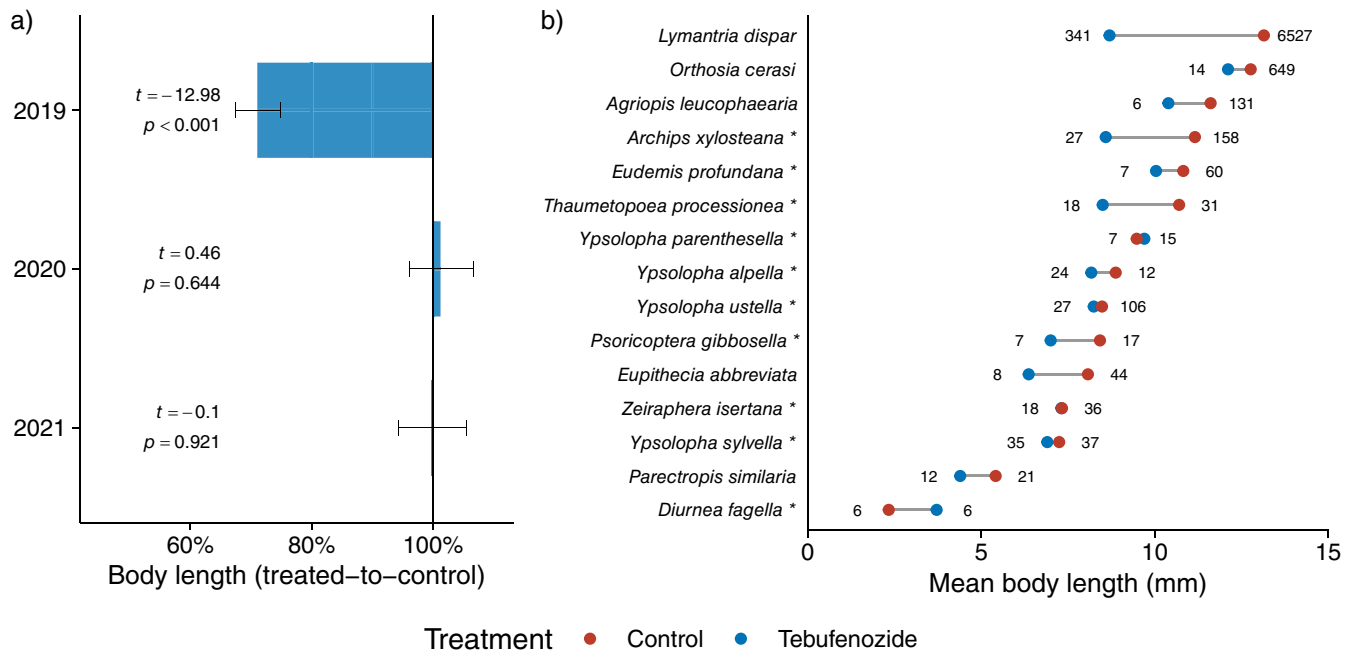 a)
2019
t = −12.98
p < 0.001
2020
t = 0.46
p = 0.644
2021
t = −0.1
p = 0.921
60% 80% 100%
Body length (treated−to−control)
b)
Lymantria dispar 341 6527
Orthosia cerasi 14 649
Agriopis leucophaearia 6 131
Archips xylosteana * 27 158
Eudemis profundana * 7 60
Thaumetopoea processionea * 18 31
Ypsolopha parenthesella * 7 15
Ypsolopha alpella * 24 12
Ypsolopha ustella * 27 106
Psoricoptera gibbosella * 7 17
Eupithecia abbreviata 8 44
Zeiraphera isertana * 18 36
Ypsolopha sylvella * 35 37
Parectropis similaria 12 21
Diurnea fagella * 6 6
0 5 10 15
Mean body length (mm)
Treatment Control Tebufenozide